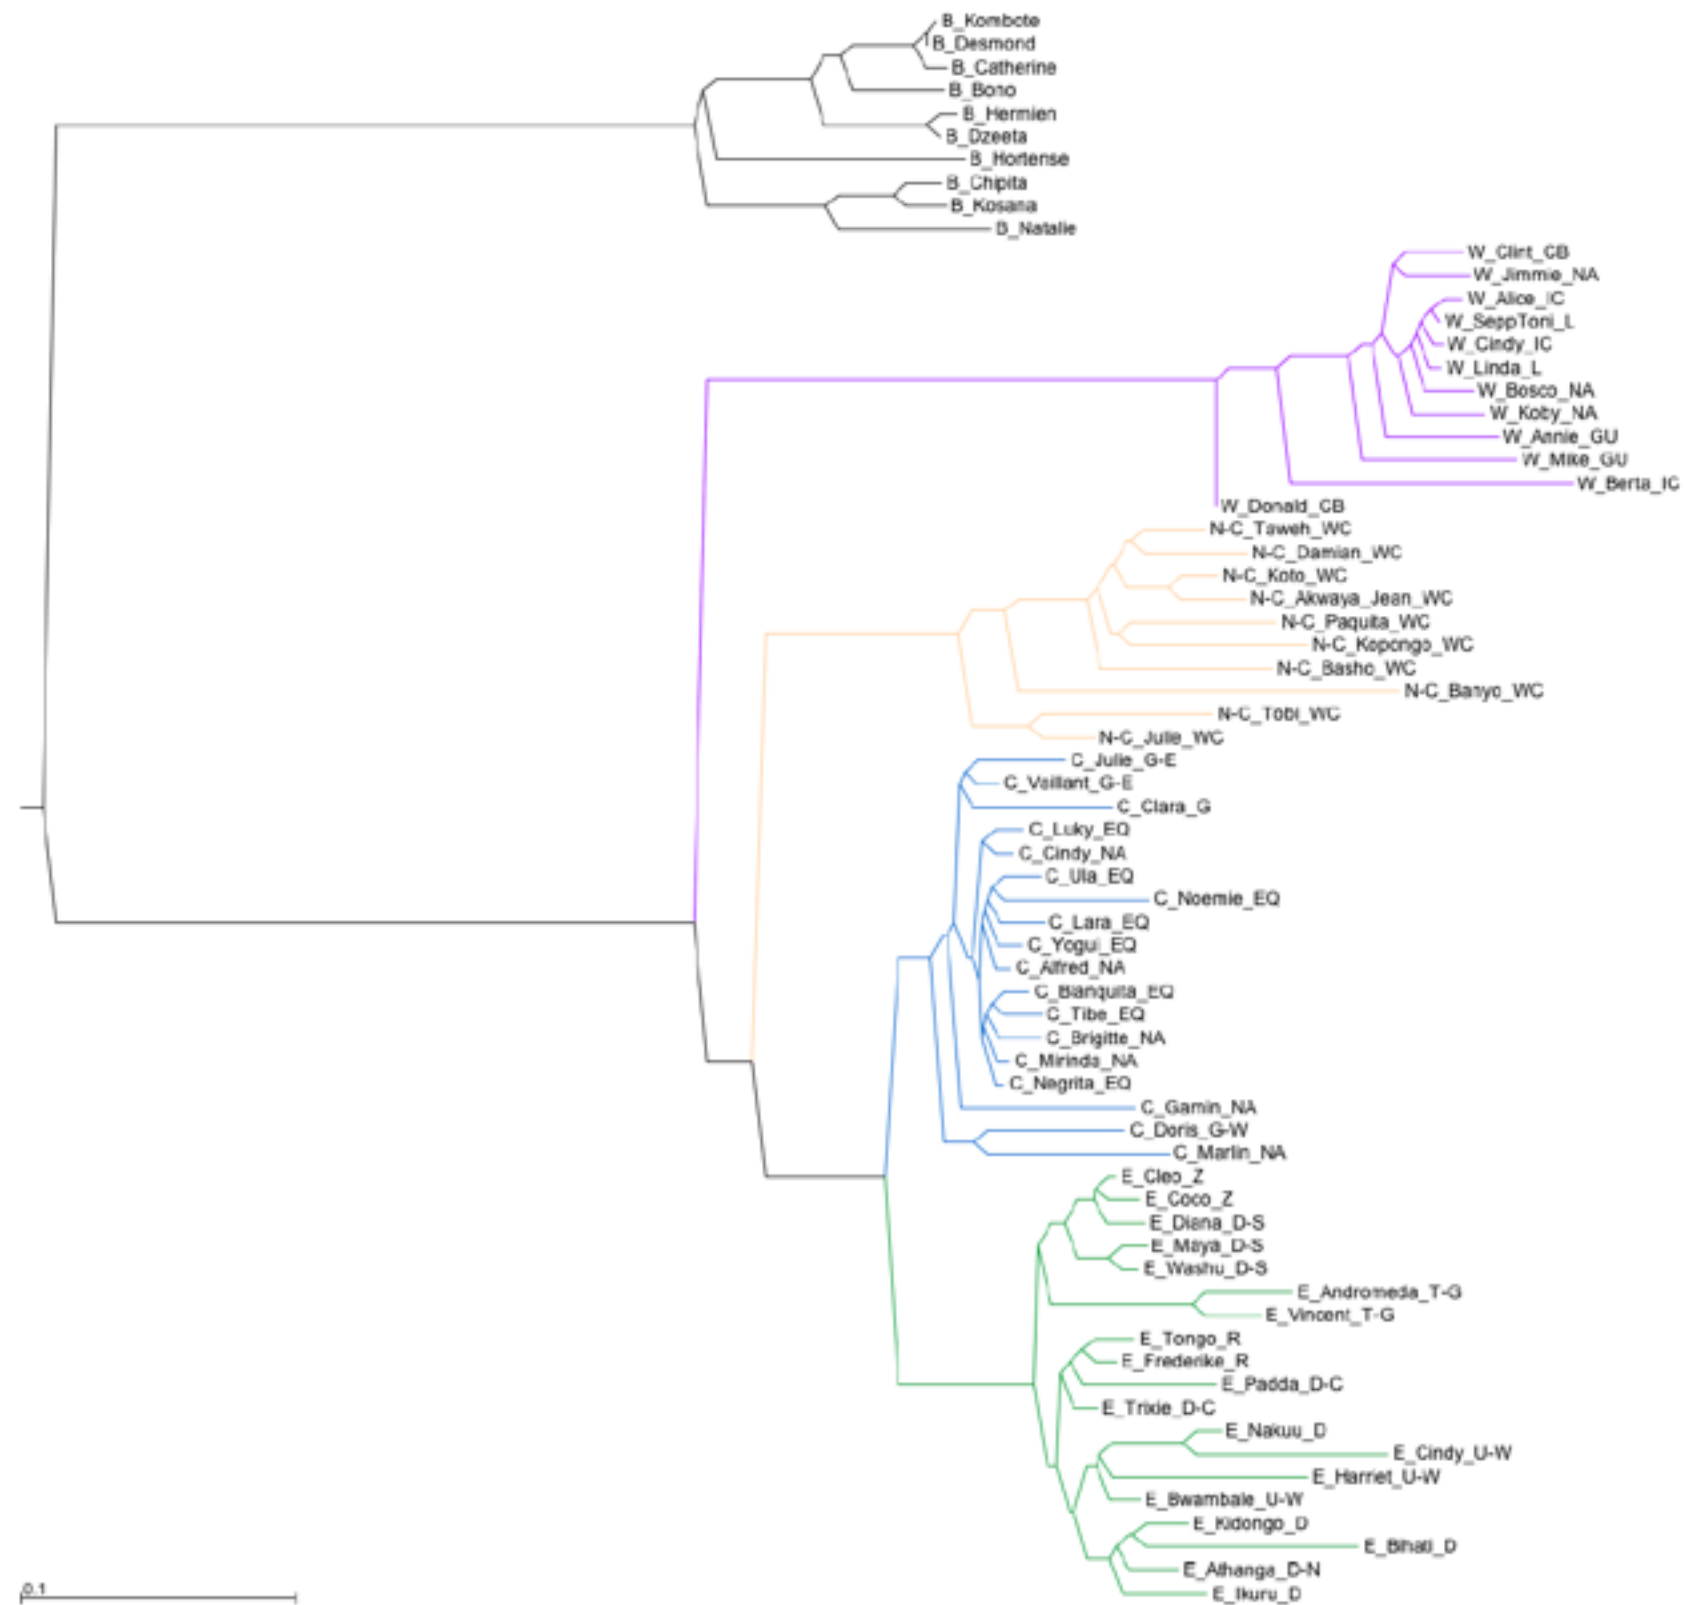 B_Kombote
B_Desmond
B_Catherine
B_Bono
B_Hermien
B_Dzeeta
B_Hortense
B_Chipita
B_Kosana
B_Natalie
W_Clint_CB
W_Jimmie_NA
W_Alice_IC
W_SeppToni_L
W_Cindy_IC
W_Linda_L
W_Bosco_NA
W_Koby_NA
W_Annie_GU
W_Mike_GU
W_Berta_IC
W_Donald_CB
N-C_Taweh_WC
N-C_Damian_WC
N-C_Koto_WC
N-C_Akwaya_Jean_WC
N-C_Paquita_WC
N-C_Kopongo_WC
N-C_Basho_WC
N-C_Banyo_WC
N-C_Tobi_WC
N-C_Julie_WC
C_Julie_G-E
C_Vaillant_G-E
C_Clara_G
C_Luky_EQ
C_Cindy_NA
C_Ula_EQ
C_Noemie_EQ
C_Lara_EQ
C_Yogui_EQ
C_Alfred_NA
C_Blanquita_EQ
C_Tibe_EQ
C_Brigitte_NA
C_Mirinda_NA
C_Negrita_EQ
C_Gamin_NA
C_Doris_G-W
C_Marlin_NA
E_Cleo_Z
E_Coco_Z
E_Diana_D-S
E_Maya_D-S
E_Washu_D-S
E_Andromeda_T-G
E_Vincent_T-G
E_Tongo_R
E_Frederike_R
E_Padda_D-C
E_Trixie_D-C
E_Nakuu_D
E_Cindy_U-W
E_Harriet_U-W
E_Bwambale_U-W
E_Kidongo_D
E_Bihati_D
E_Athanga_D-N
E_Ikuru_D
0.1